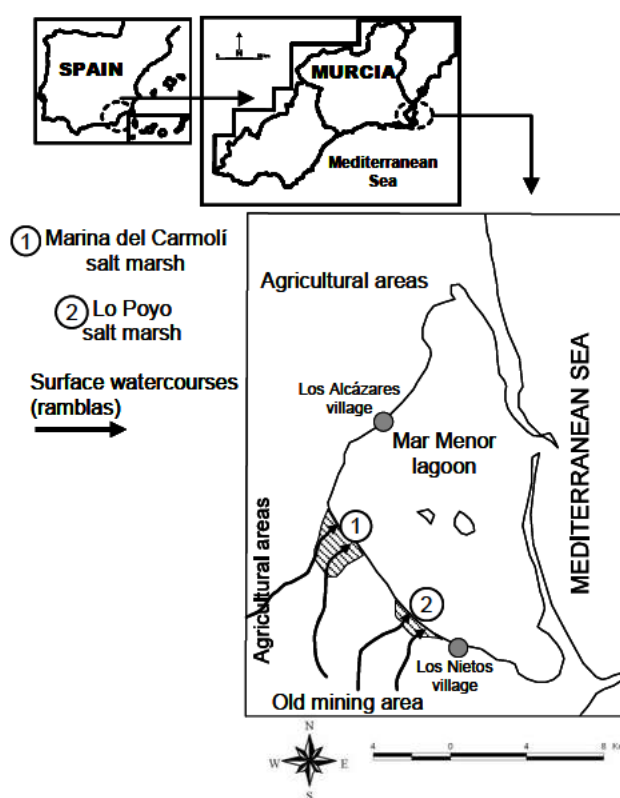 SPAIN
N
MURCIA
Mediterranean
Sea
1 Marina del Carmolí
salt marsh
2 Lo Poyo
salt marsh
Surface watercourses
(ramblas)
Agricultural areas
Los Alcázares
village
Mar Menor
lagoon
MEDITERRANEAN SEA
Agricultural areas
1
2
Los Nietos
village
Old mining area
N
W E
S
4 0 4 8